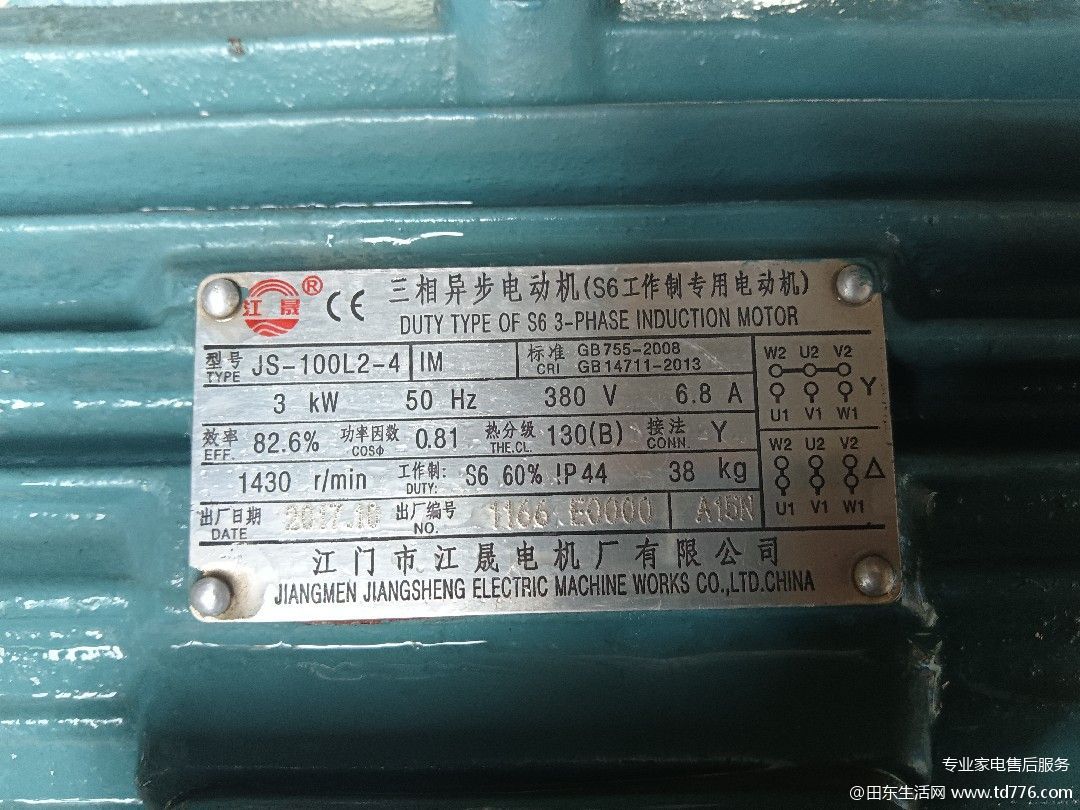 江晟® CE 三相异步电动机(S6工作制专用电动机)
DUTY TYPE OF S6 3-PHASE INDUCTION MOTOR
型号 TYPE JS-100L2-4 IM 标准 CRI GB755-2008 GB14711-2013
3 kW 50 Hz 380 V 6.8 A
效率 EFF. 82.6% 功率因数 COSΦ 0.81 热分级 THE.CL. 130(B) 接法 CONN. Y
1430 r/min 工作制: DUTY: S6 60% IP44 38 kg
出厂日期 DATE 2017.10 出厂编号 NO. 1166 E0000 A15N
W2 U2 V2
Y
U1 V1 W1
W2 U2 V2
△
U1 V1 W1
江门市江晟电机厂有限公司
JIANGMEN JIANGSHENG ELECTRIC MACHINE WORKS CO.,LTD.CHINA
专业家电售后服务
@田东生活网 www.td776.com